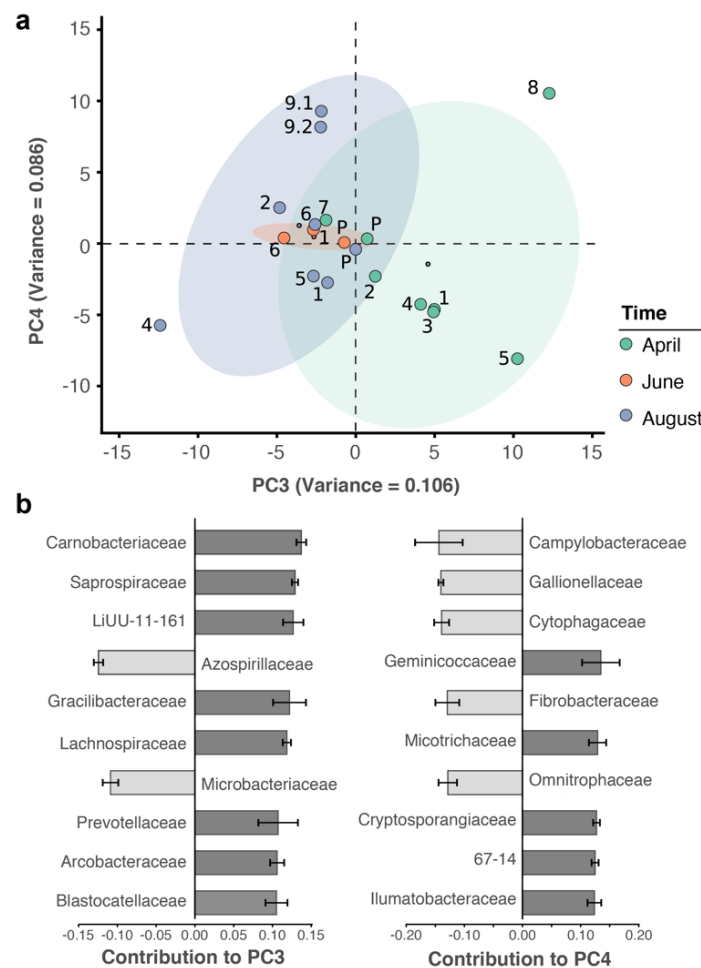 a
15
10
5
0
-5
-10
PC4 (Variance = 0.086)
8
9.1
9.2
2
6
7
P
P
1
6
P
5
1
2
4
1
3
4
5
-15
-10
-5
0
5
10
15
PC3 (Variance = 0.106)
Time
April
June
August
b
Carnobacteriaceae
Saprospiraceae
LiUU-11-161
Azospirillaceae
Gracilibacteraceae
Lachnospiraceae
Microbacteriaceae
Prevotellaceae
Arcobacteraceae
Blastocatellaceae
-0.15 -0.10 -0.05 0.00 0.05 0.10 0.15
Contribution to PC3
Campylobacteraceae
Gallionellaceae
Cytophagaceae
Geminicoccaceae
Fibrobacteraceae
Micotrichaceae
Omnitrophaceae
Cryptosporangiaceae
67-14
Ilumatobacteraceae
-0.20 -0.10 0.00 0.10 0.20
Contribution to PC4